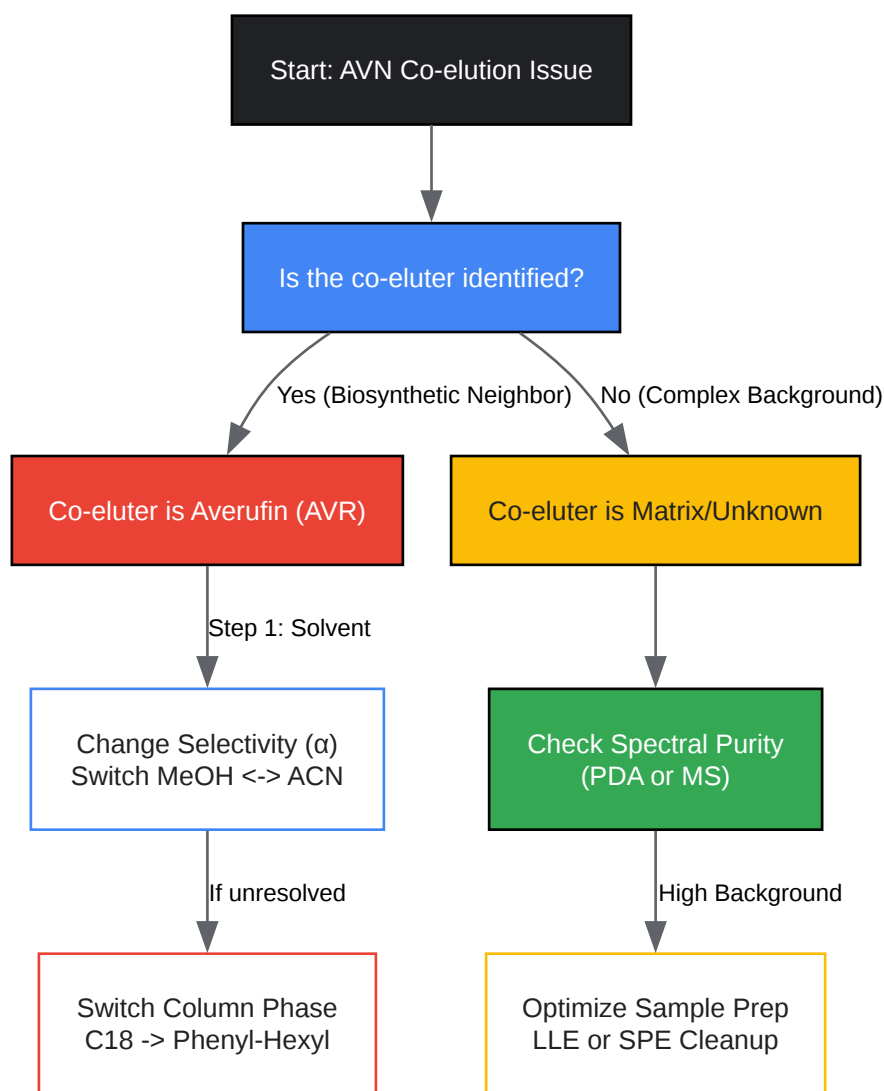 Start: AVN Co-elution Issue
Is the co-eluter identified?
Yes (Biosynthetic Neighbor)
No (Complex Background)
Co-eluter is Averufin (AVR)
Co-eluter is Matrix/Unknown
Step 1: Solvent
Change Selectivity (α)
Switch MeOH <-> ACN
Check Spectral Purity
(PDA or MS)
If unresolved
High Background
Switch Column Phase
C18 -> Phenyl-Hexyl
Optimize Sample Prep
LLE or SPE Cleanup